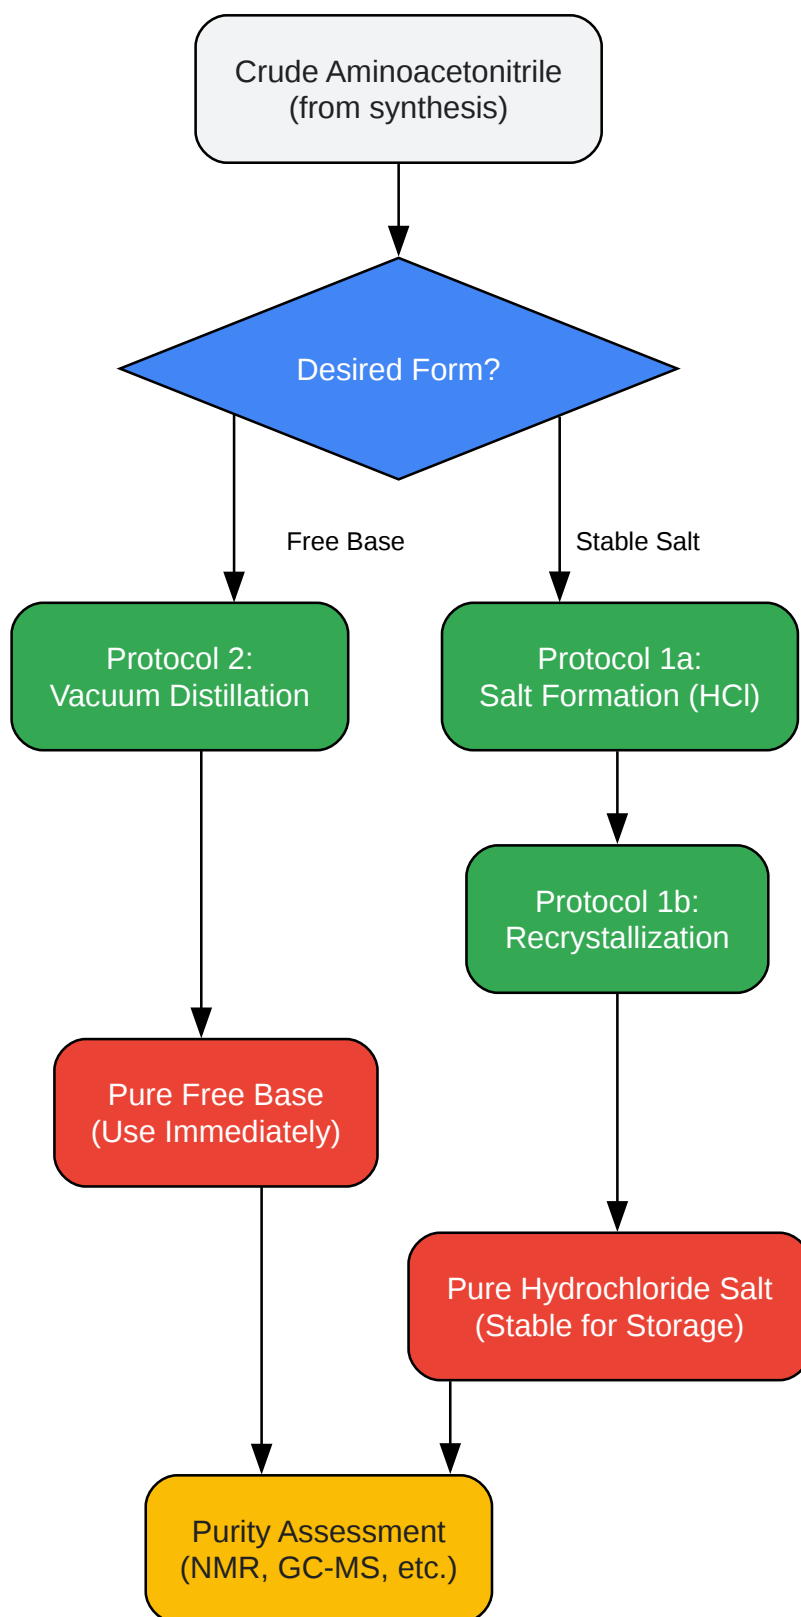 Crude Aminoacetonitrile
(from synthesis)
Desired Form?
Free Base
Stable Salt
Protocol 2:
Vacuum Distillation
Protocol 1a:
Salt Formation (HCl)
Protocol 1b:
Recrystallization
Pure Free Base
(Use Immediately)
Pure Hydrochloride Salt
(Stable for Storage)
Purity Assessment
(NMR, GC-MS, etc.)